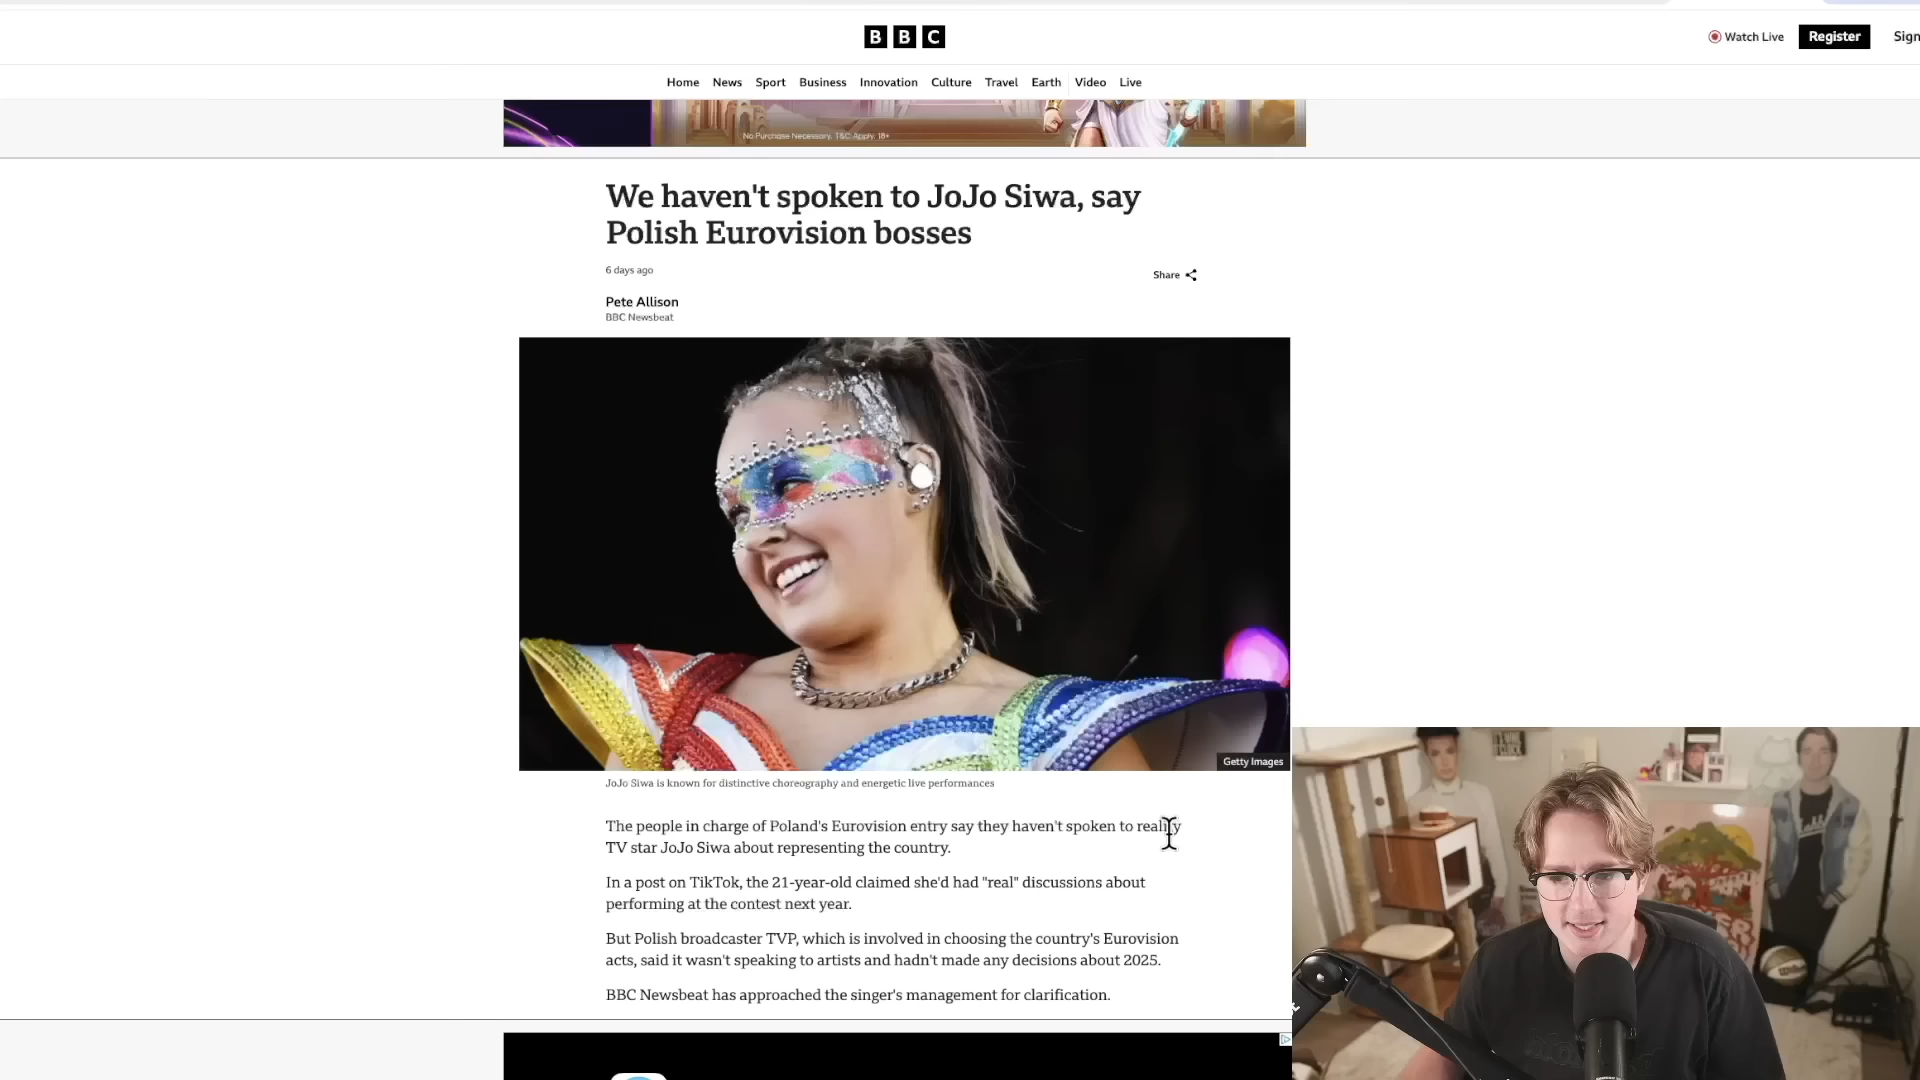 BBC
Watch Live
Register
Sign
Home News Sport Business Innovation Culture Travel Earth Video Live
No Purchase Necessary. T&C Apply. 18+
We haven't spoken to JoJo Siwa, say
Polish Eurovision bosses
6 days ago
Share
Pete Allison
BBC Newsbeat
Getty Images
JoJo Siwa is known for distinctive choreography and energetic live performances
The people in charge of Poland's Eurovision entry say they haven't spoken to reality
TV star JoJo Siwa about representing the country.
In a post on TikTok, the 21-year-old claimed she'd had "real" discussions about
performing at the contest next year.
But Polish broadcaster TVP, which is involved in choosing the country's Eurovision
acts, said it wasn't speaking to artists and hadn't made any decisions about 2025.
BBC Newsbeat has approached the singer's management for clarification.